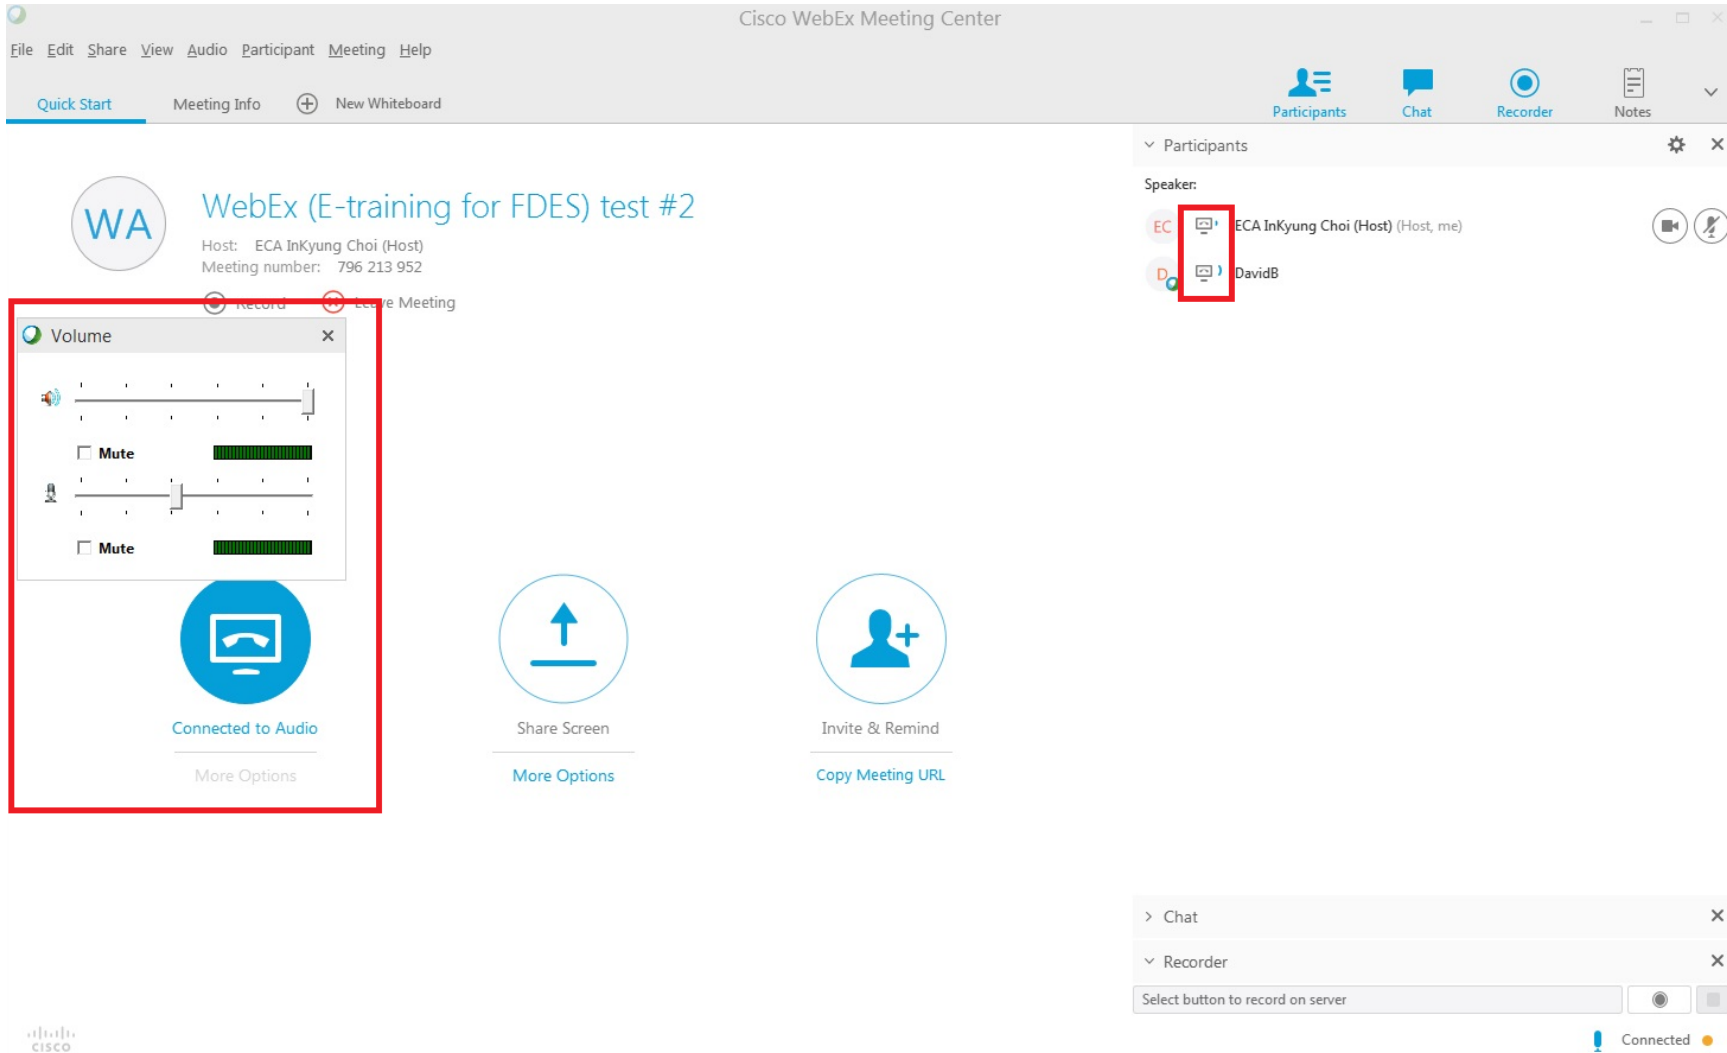 Cisco WebEx Meeting Center
File Edit Share View Audio Participant Meeting Help
Quick Start Meeting Info New Whiteboard
Participants Chat Recorder Notes
Participants
Speaker:
EC ECA InKyung Choi (Host) (Host, me)
D DavidB
WA
WebEx (E-training for FDES) test #2
Host: ECA InKyung Choi (Host)
Meeting number: 796 213 952
Record Leave Meeting
Volume
Mute
Mute
Connected to Audio
More Options
Share Screen
More Options
Invite & Remind
Copy Meeting URL
Chat
Recorder
Select button to record on server
Connected
CISCO